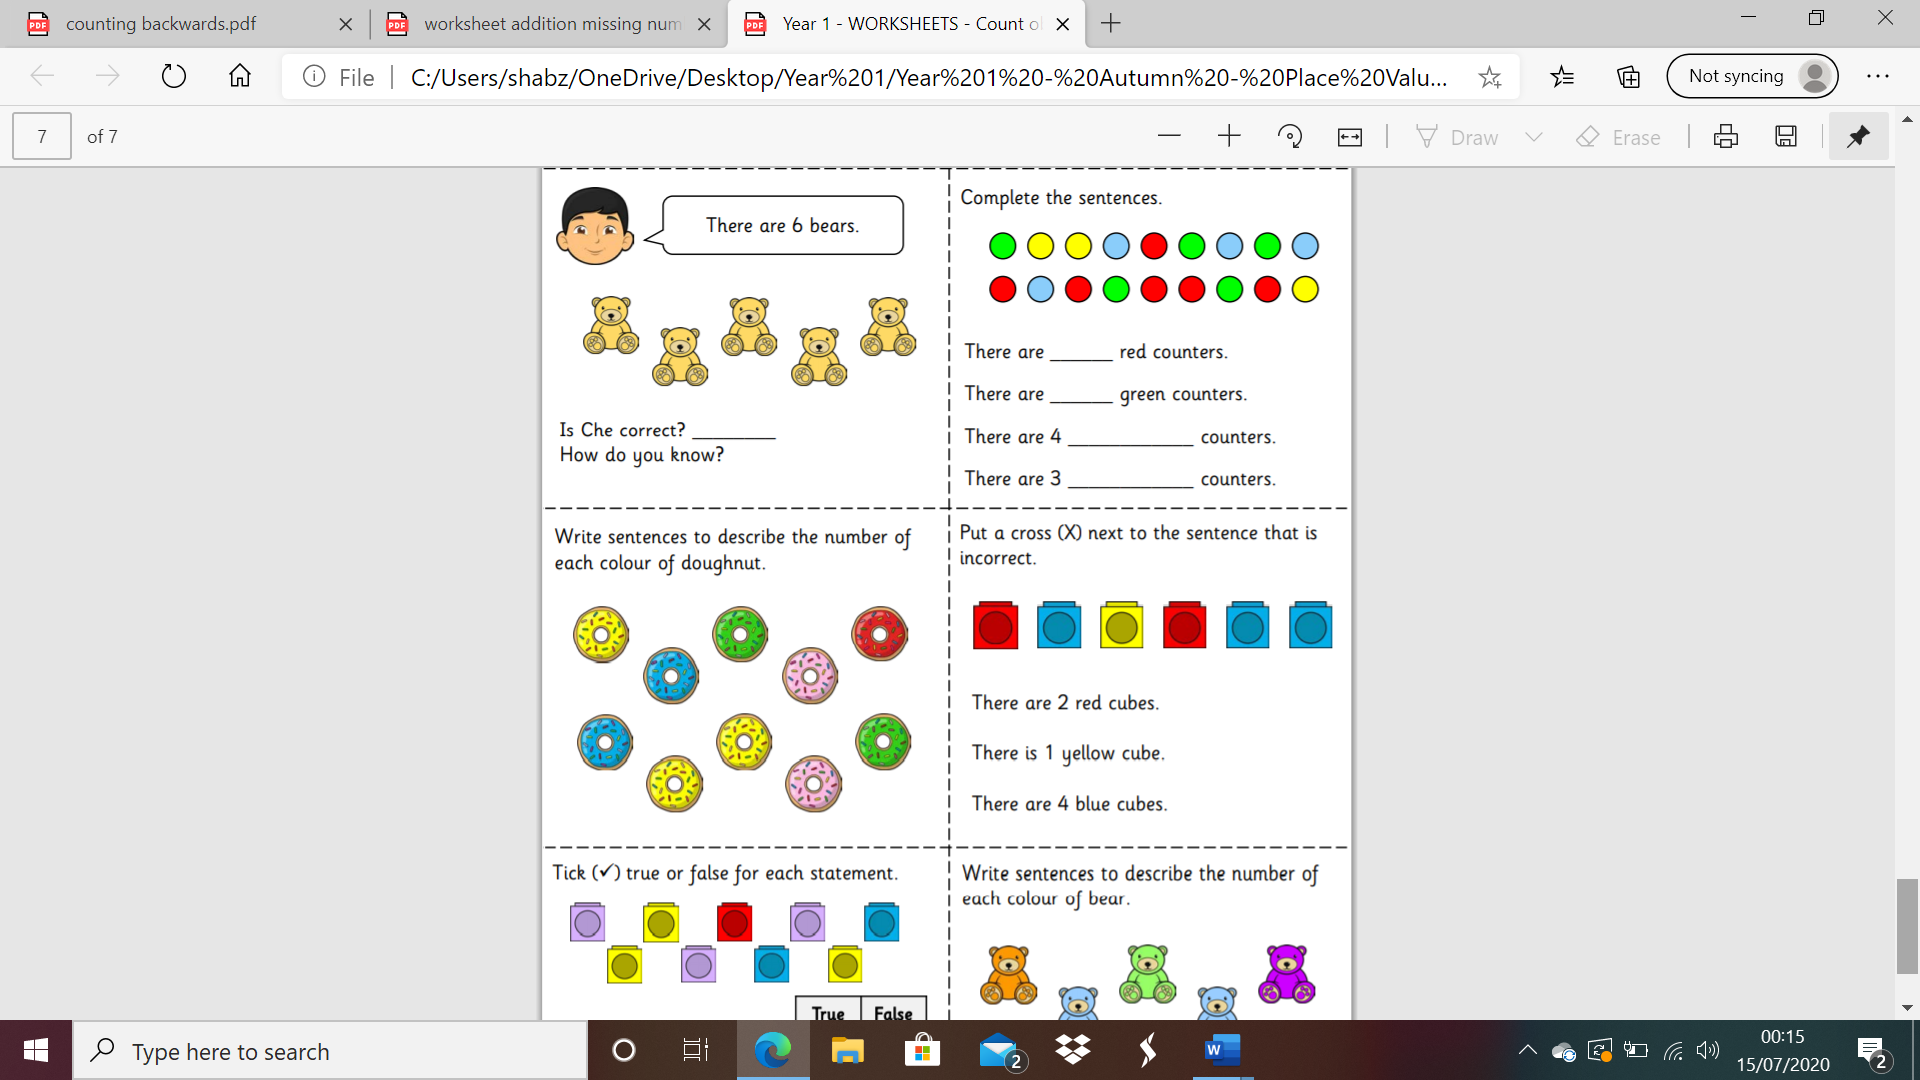 counting backwards.pdf
worksheet addition missing num
Year 1 - WORKSHEETS - Count o
File
C:/Users/shabz/OneDrive/Desktop/Year%201/Year%201%20-%20Autumn%20-%20Place%20Valu...
Not syncing
7 of 7
Draw
Erase
There are 6 bears.
Is Che correct? ________
How do you know?
Complete the sentences.
There are ______ red counters.
There are ______ green counters.
There are 4 ____________ counters.
There are 3 ____________ counters.
Write sentences to describe the number of
each colour of doughnut.
Put a cross (X) next to the sentence that is
incorrect.
There are 2 red cubes.
There is 1 yellow cube.
There are 4 blue cubes.
Tick (✓) true or false for each statement.
True False
Write sentences to describe the number of
each colour of bear.
Type here to search
2
00:15
15/07/2020
2